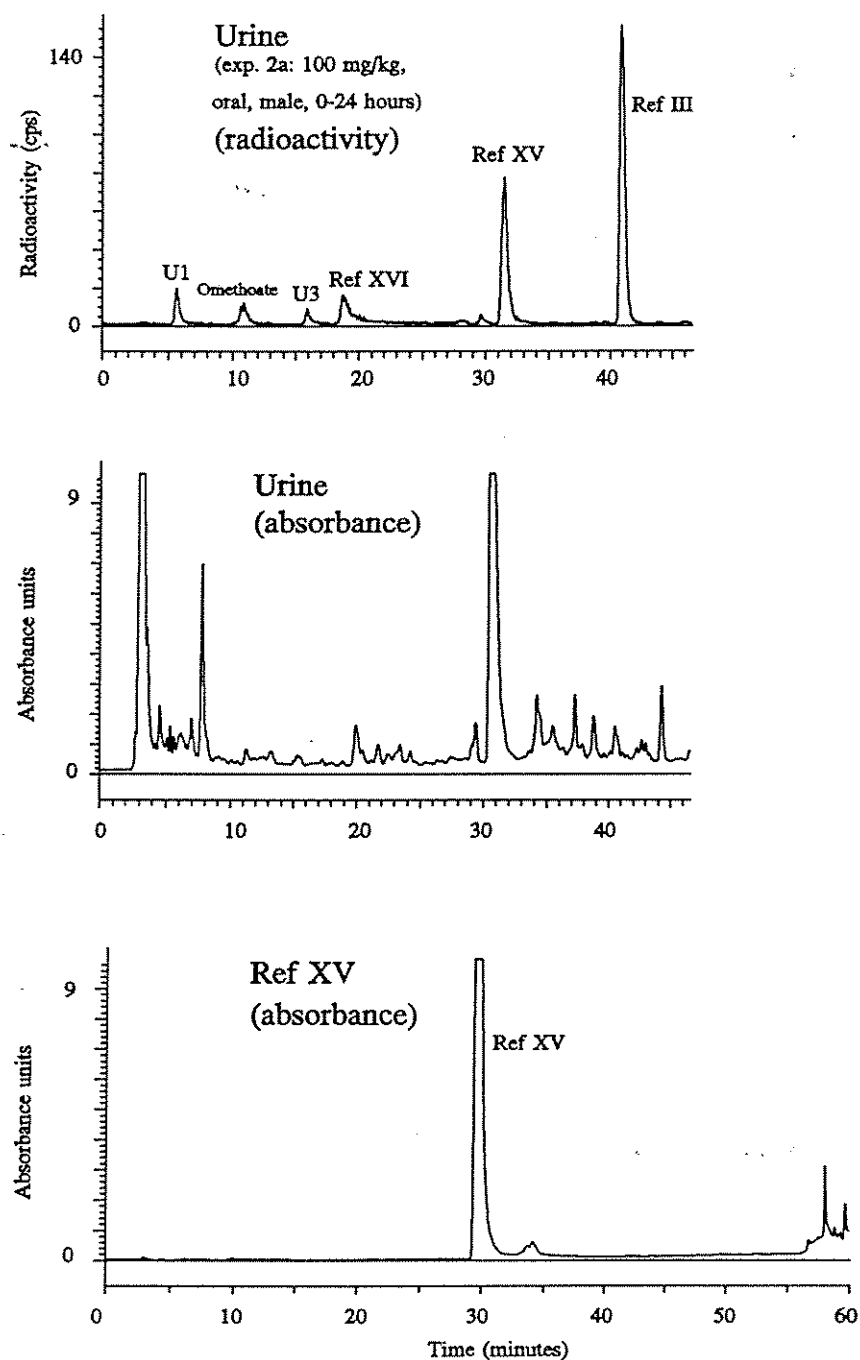 Urine
(exp. 2a: 100 mg/kg,
oral, male, 0-24 hours)
(radioactivity)
Radioactivity (cps)
140
0
U1
Omethoate
U3
Ref XVI
Ref XV
Ref III
0 10 20 30 40
Urine
(absorbance)
Absorbance units
9
0
0 10 20 30 40
Ref XV
(absorbance)
Absorbance units
9
0
Ref XV
0 10 20 30 40 50 60
Time (minutes)